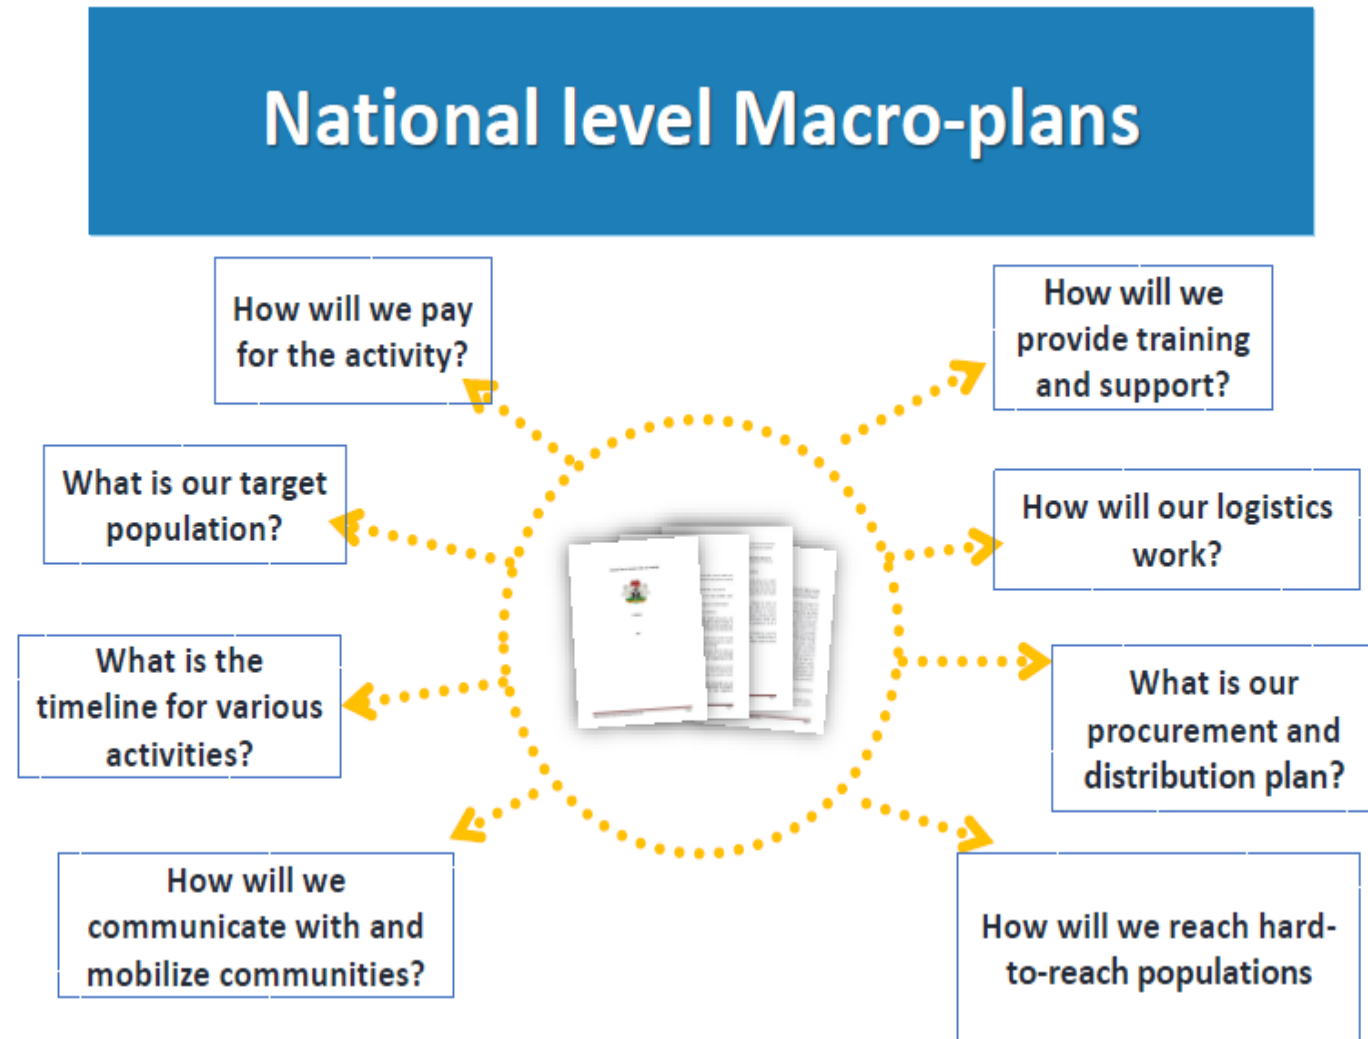 National level Macro-plans
How will we pay
for the activity?
How will we
provide training
and support?
What is our target
population?
How will our logistics
work?
What is the
timeline for various
activities?
What is our
procurement and
distribution plan?
How will we
communicate with and
mobilize communities?
How will we reach hard-
to-reach populations